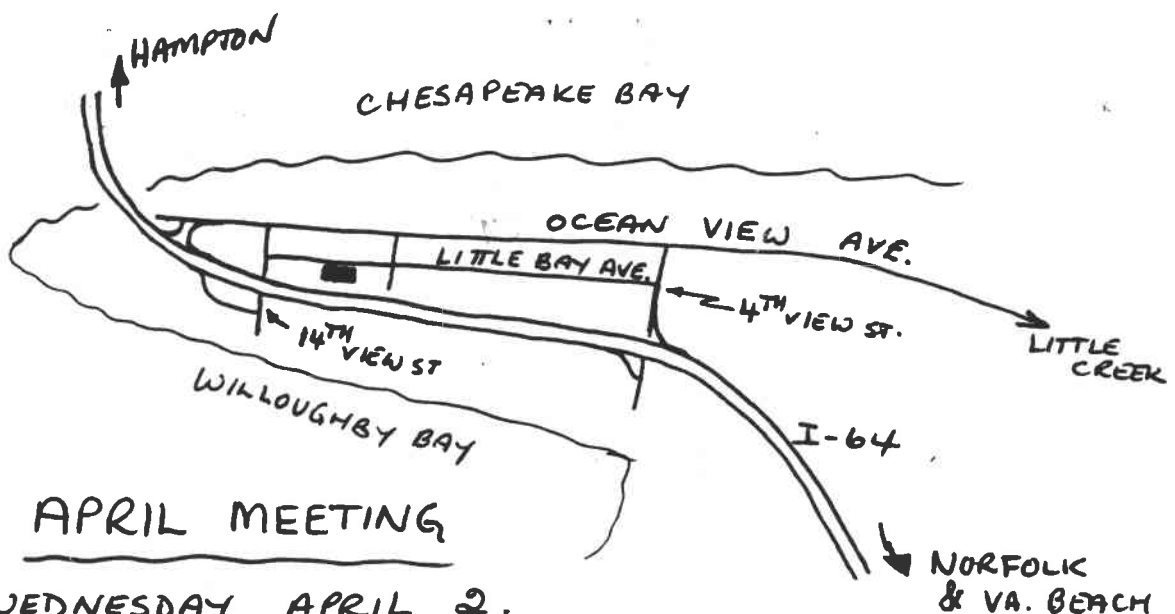 HAMPTON
CHESAPEAKE BAY
OCEAN VIEW AVE.
LITTLE BAY AVE.
4TH VIEW ST.
14TH
VIEW ST
LITTLE
CREEK
WILLOUGHBY BAY
I-64
APRIL MEETING
NORFOLK
& VA. BEACH
WEDNESDAY APRIL 2.